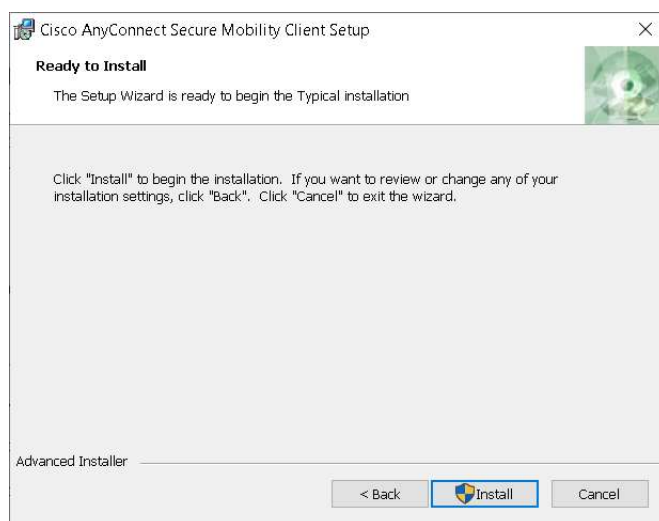 Cisco AnyConnect Secure Mobility Client Setup
Ready to Install
The Setup Wizard is ready to begin the Typical installation
Click "Install" to begin the installation. If you want to review or change any of your
installation settings, click "Back". Click "Cancel" to exit the wizard.
Advanced Installer
< Back
Install
Cancel